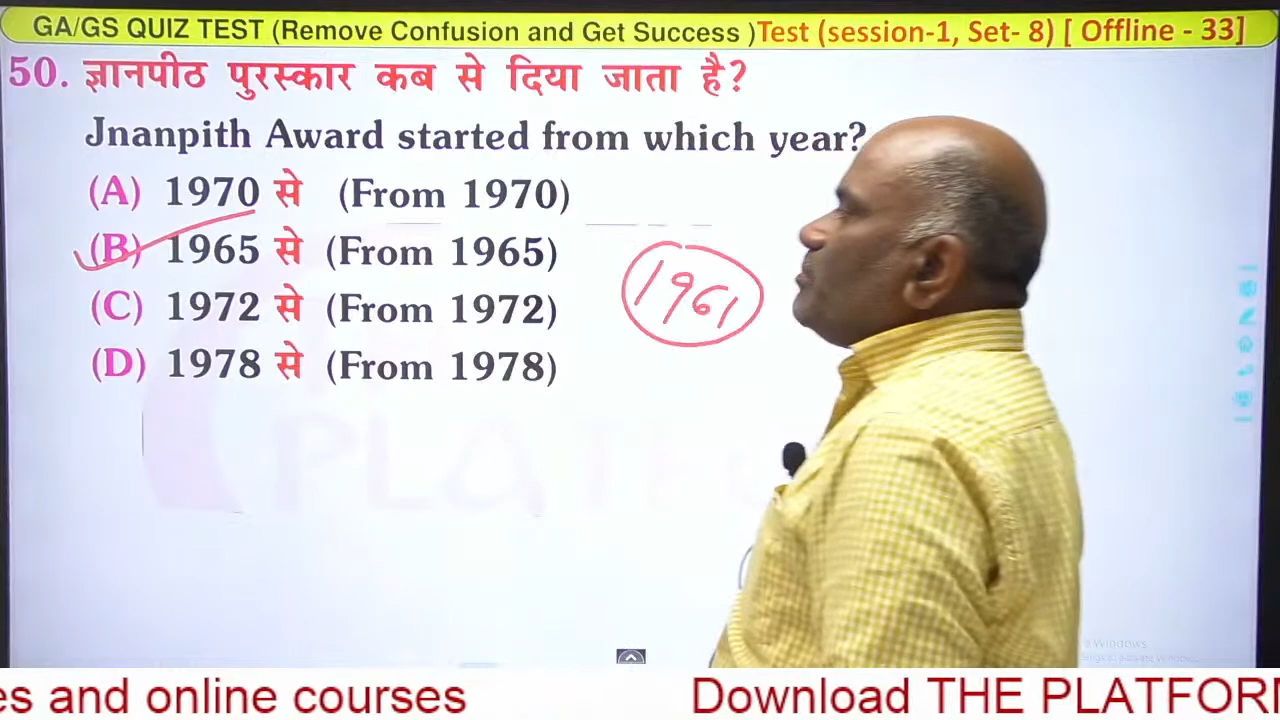 GA/GS QUIZ TEST (Remove Confusion and Get Success )Test (session-1, Set- 8) [ Offline - 33]
50. ज्ञानपीठ पुरस्कार कब से दिया जाता है?
Jnanpith Award started from which year?
(A) 1970 से (From 1970)
(B) 1965 से (From 1965)
1961
(C) 1972 से (From 1972)
(D) 1978 से (From 1978)
PLATF
es and online courses Download THE PLATFOR